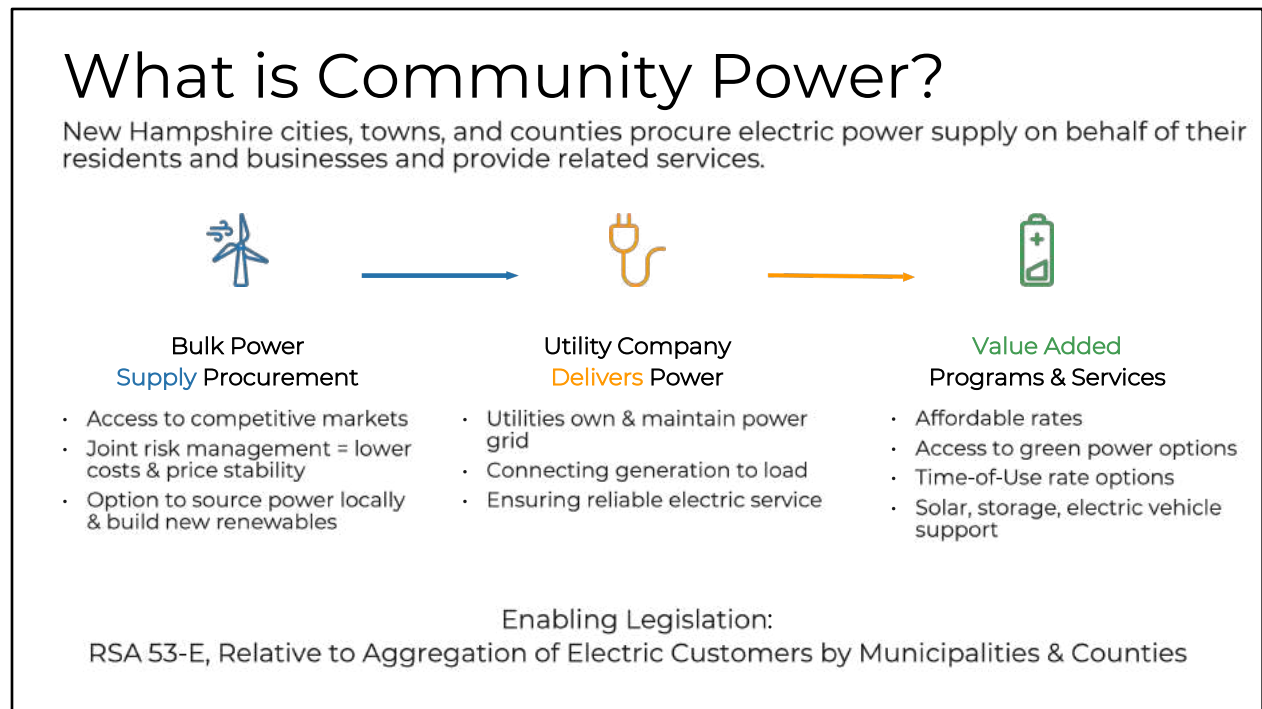 What is Community Power?
New Hampshire cities, towns, and counties procure electric power supply on behalf of their
residents and businesses and provide related services.
Bulk Power
Supply Procurement
· Access to competitive markets
· Joint risk management = lower
costs & price stability
· Option to source power locally
& build new renewables
Utility Company
Delivers Power
· Utilities own & maintain power
grid
· Connecting generation to load
· Ensuring reliable electric service
Value Added
Programs & Services
· Affordable rates
· Access to green power options
· Time-of-Use rate options
· Solar, storage, electric vehicle
support
Enabling Legislation:
RSA 53-E, Relative to Aggregation of Electric Customers by Municipalities & Counties